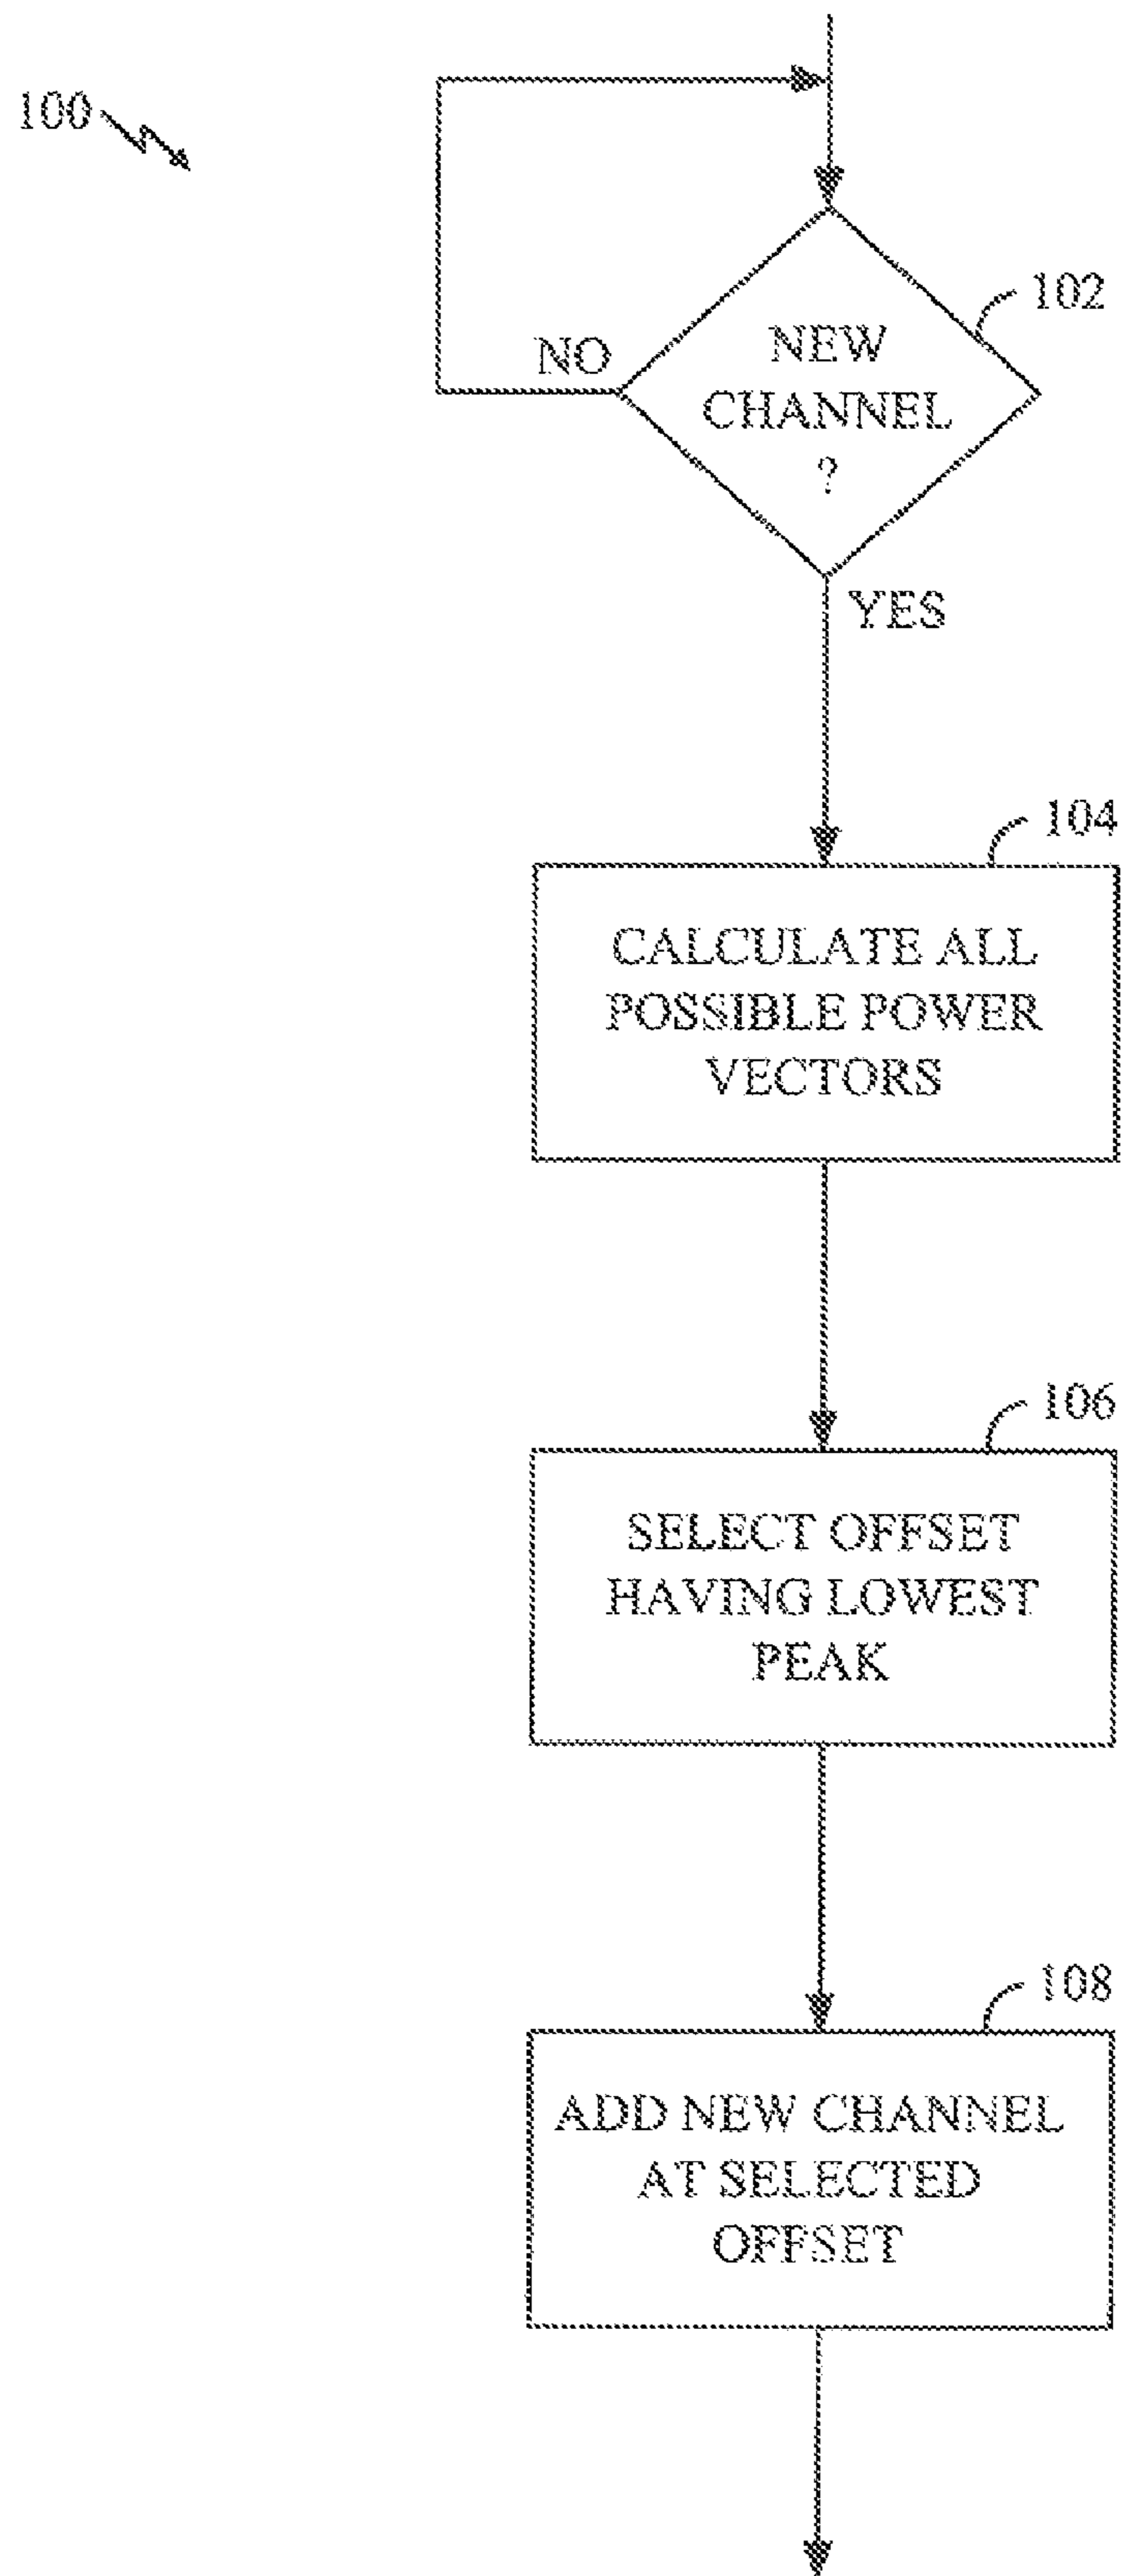 100
102
NEW
CHANNEL
?
NO
YES
104
CALCULATE ALL
POSSIBLE POWER
VECTORS
106
SELECT OFFSET
HAVING LOWEST
PEAK
108
ADD NEW CHANNEL
AT SELECTED
OFFSET